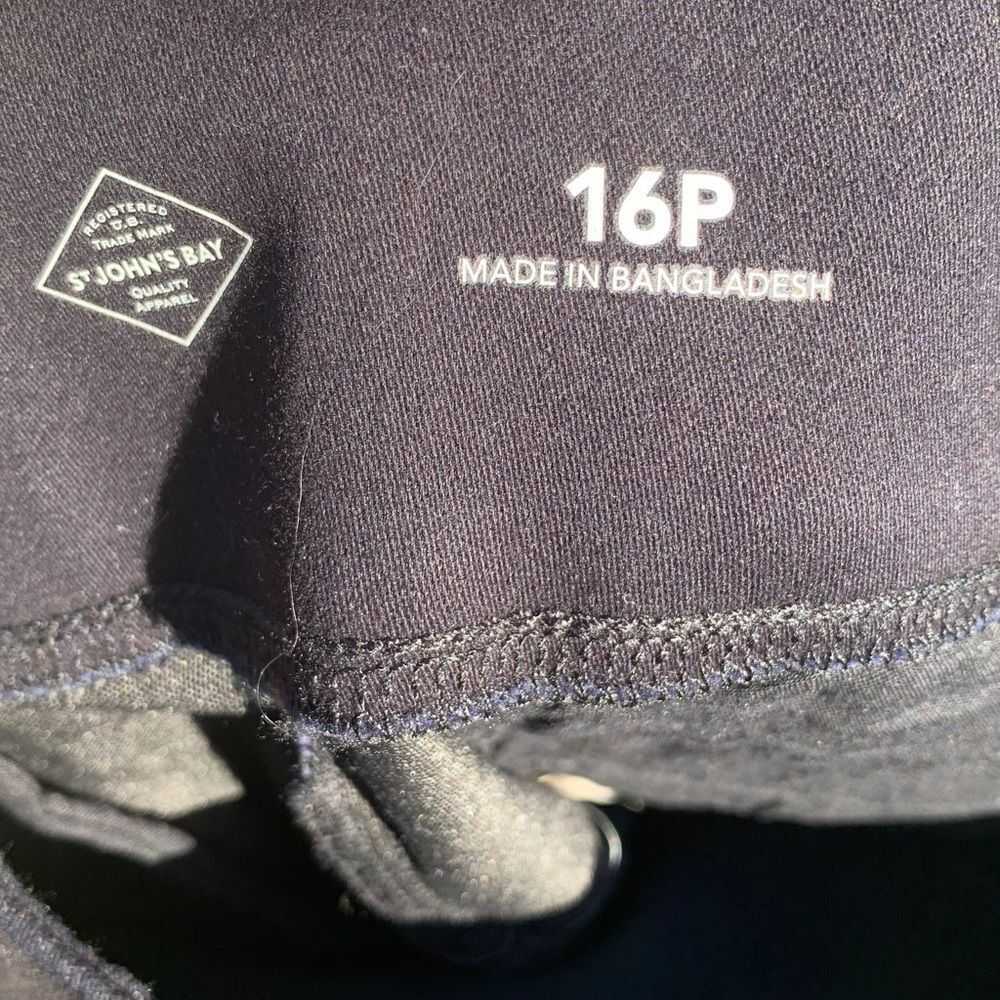 REGISTERED
U.S.
TRADE MARK
ST JOHN'S BAY
QUALITY
APPAREL
16P
MADE IN BANGLADESH